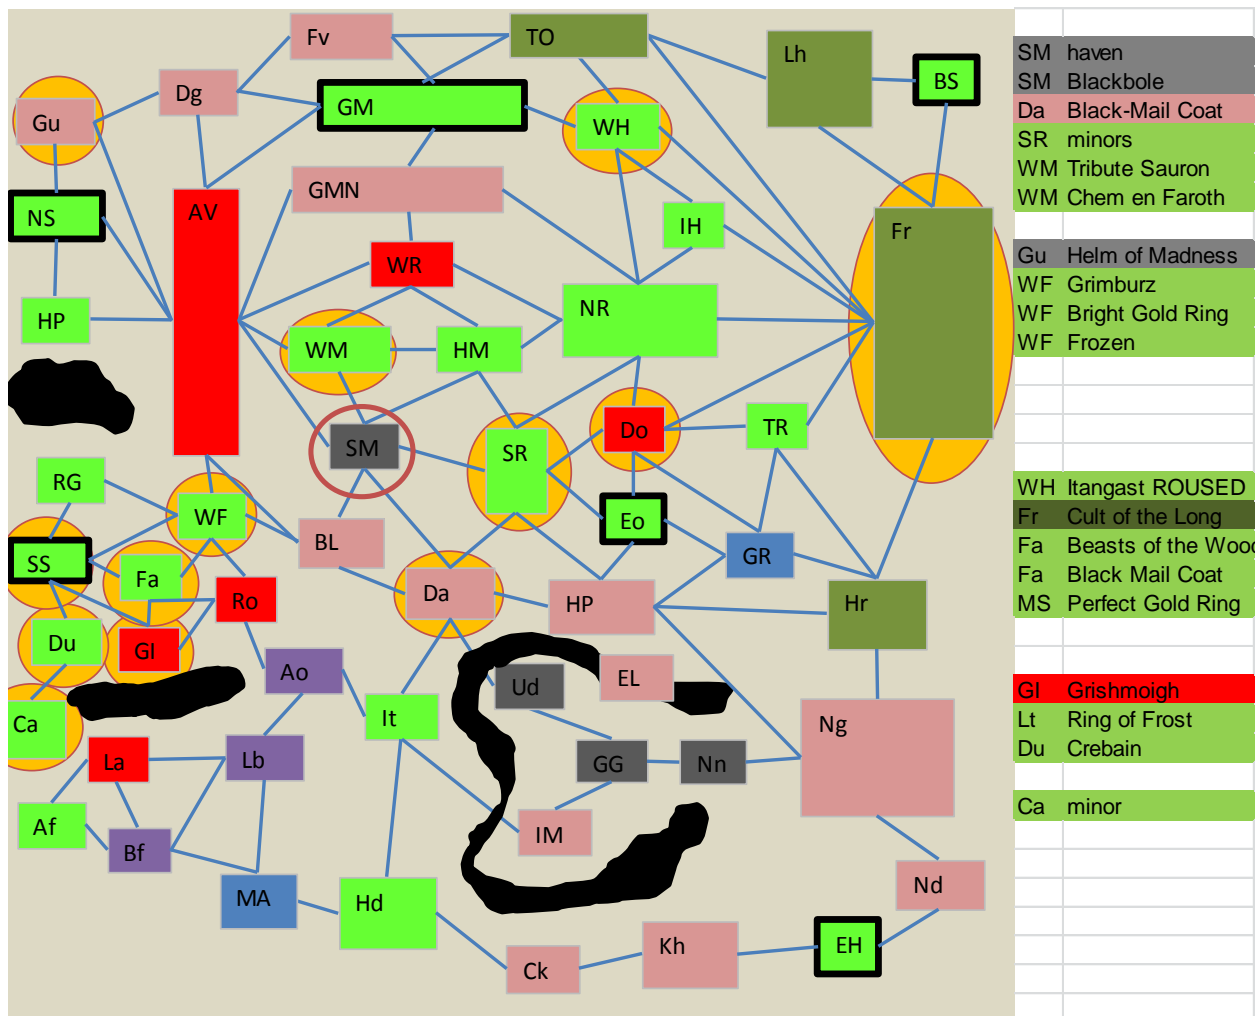 Fv
TO
Lh
BS
Dg
GM
Gu
WH
GMN
AV
NS
IH
Fr
WR
HP
NR
WM
HM
SM
SR
Do
TR
RG
WF
BL
Eo
GR
SS
Fa
Ro
Da
HP
Hr
Du
GI
Ao
Ud
EL
Ca
It
Ng
La
Lb
GG
Nn
Af
Bf
IM
MA
Hd
Nd
Ck
Kh
EH
SM haven
SM Blackbole
Da Black-Mail Coat
SR minors
WM Tribute Sauron
WM Chem en Faroth
Gu Helm of Madness
WF Grimburz
WF Bright Gold Ring
WF Frozen
WH Itangast ROUSED
Fr Cult of the Long
Fa Beasts of the Wood
Fa Black Mail Coat
MS Perfect Gold Ring
GI Grishmoigh
Lt Ring of Frost
Du Crebain
Ca minor